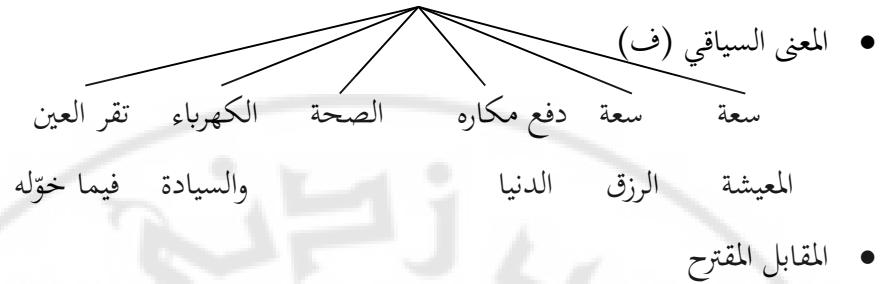 • المعنى السياقي (ف)
سعة سعة دفع مكاره الصحة الكهرباء تقر العين
المعيشة الرزق الدنيا والسيادة فيما خوّله
• المقابل المقترح